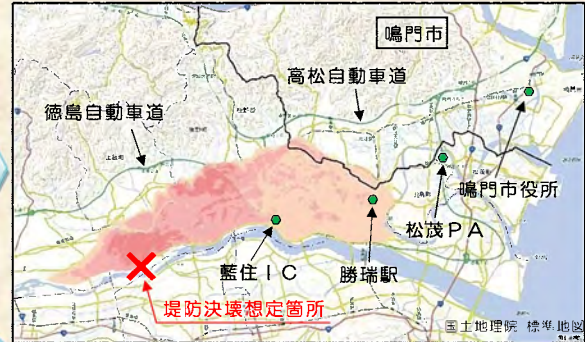 鳴門市
高松自動車道
徳島自動車道
鳴門市役所
松茂PA
藍住IC
勝瑞駅
堤防決壊想定箇所
国土地理院 標準地図